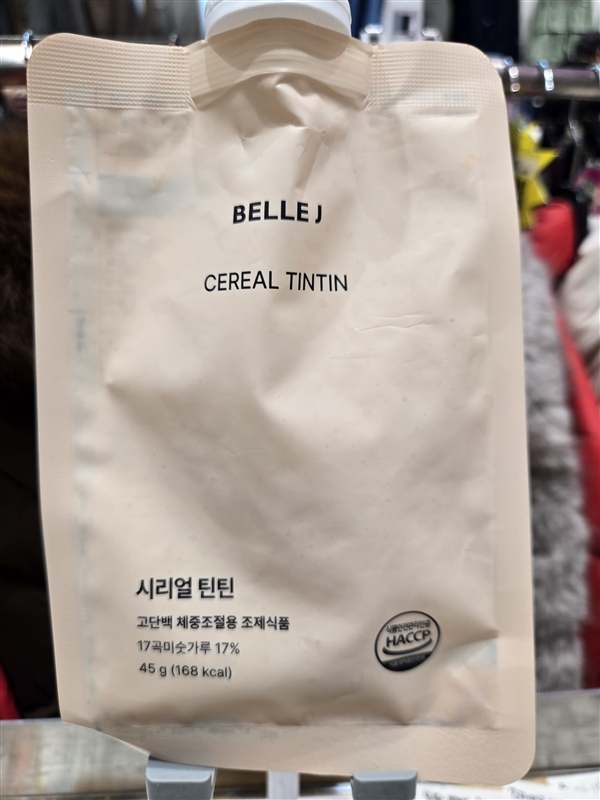 BELLE J
CEREAL TINTIN
시리얼 틴틴
고단백 체중조절용 조제식품
17곡미숫가루 17%
45 g (168 kcal)
HACCP